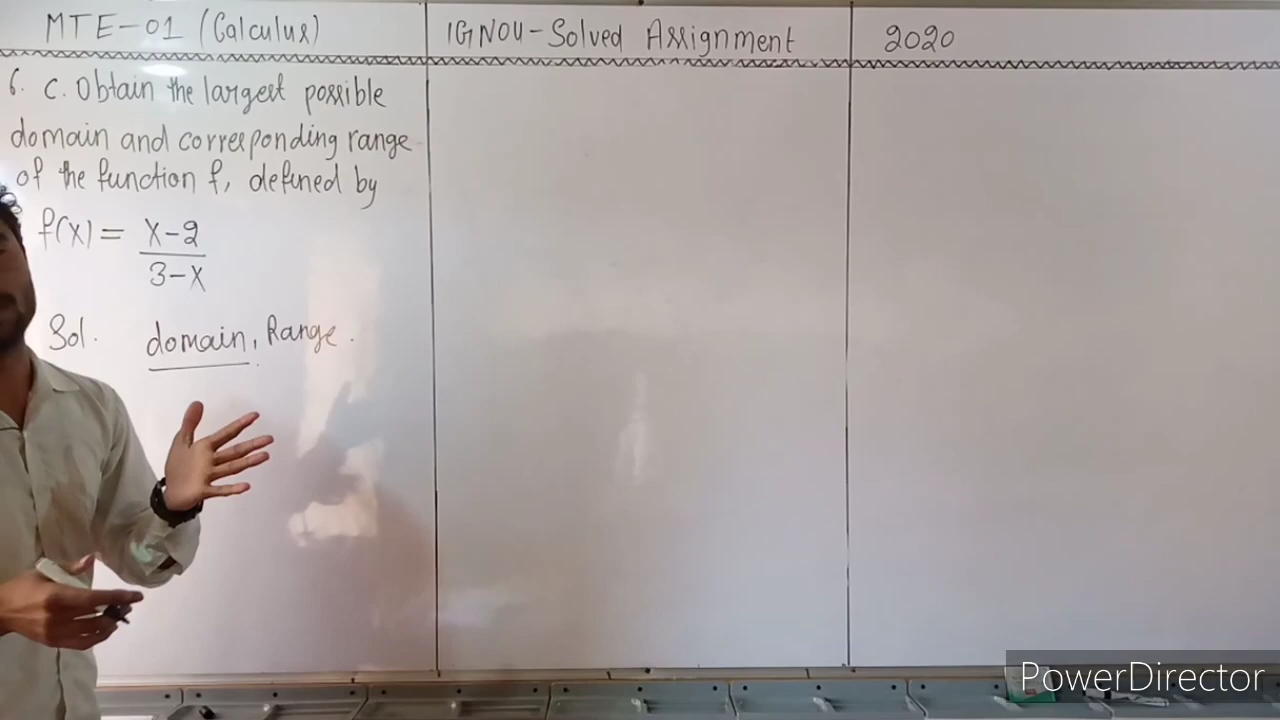 MTE-01 (Calculus)
IGNOU-Solved Assignment
2020
6. C. Obtain the largest possible
domain and corresponding range
of the function f, defined by
f(x) = x-2
3-x
Sol. domain, Range.
PowerDirector